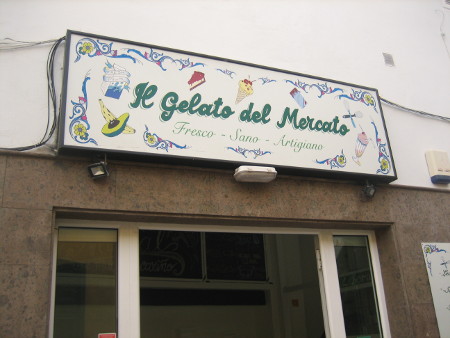 Il Gelato del Mercato
Fresco - Sano - Artigiano